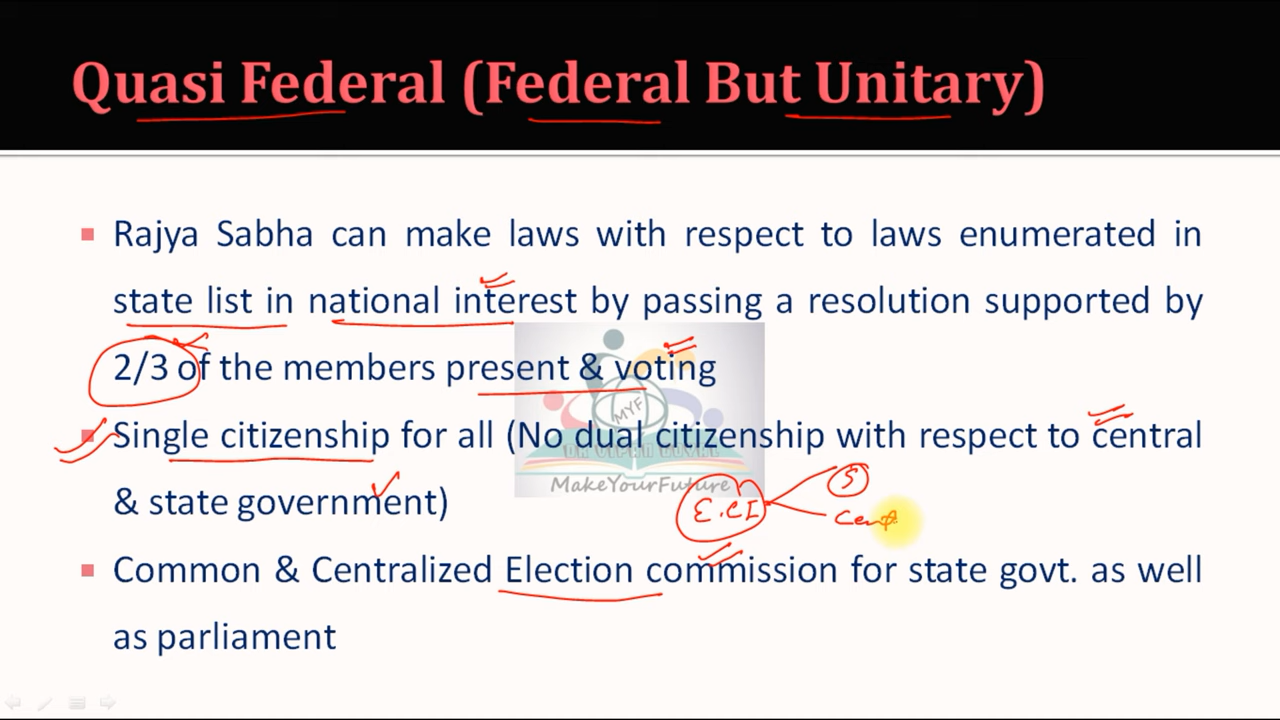 Quasi Federal (Federal But Unitary)
Rajya Sabha can make laws with respect to laws enumerated in
state list in national interest by passing a resolution supported by
2/3 of the members present & voting
Single citizenship for all (No dual citizenship with respect to central
& state government)
MYF
MakeYourFuture
E.CI
S
Cent
Common & Centralized Election commission for state govt. as well
as parliament